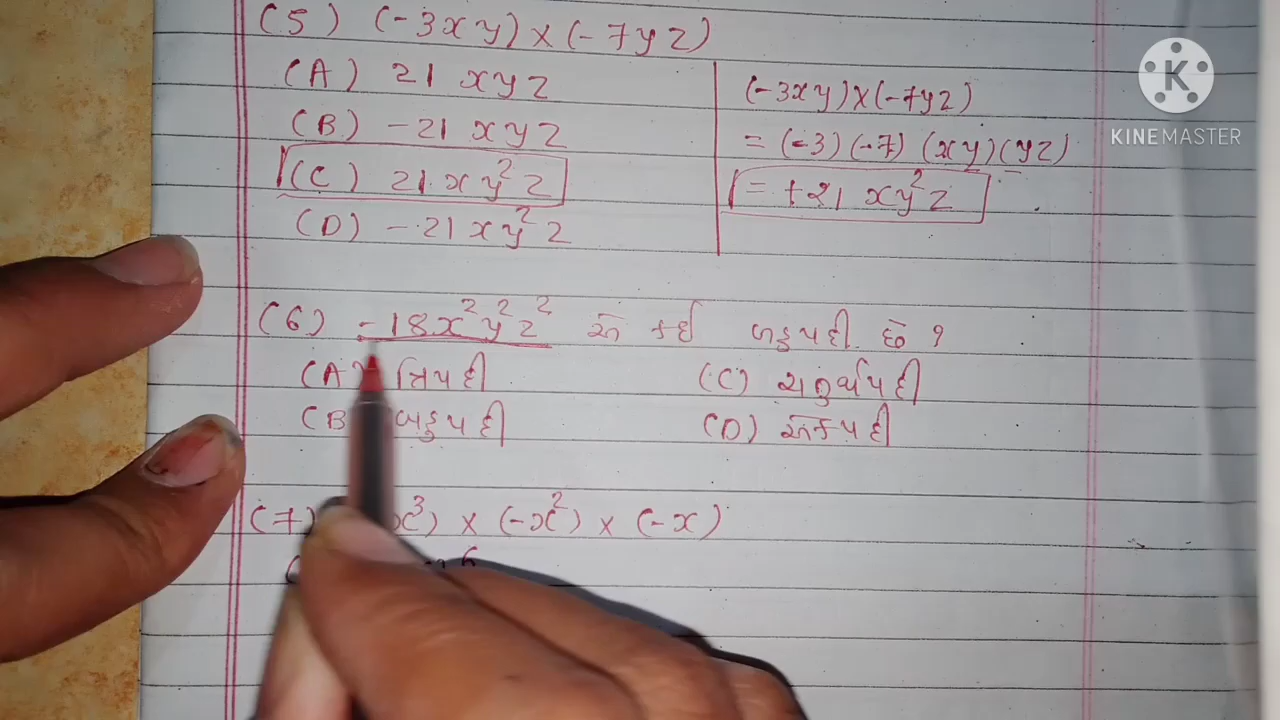 (5) (-3xy)×(-7yz)
(A) 21 xyz
(B) -21 xyz
(C) 21 xy²z
(D) -21 xy²z
(-3xy)×(-7yz)
= (-3)(-7) (xy)(yz)
= +21 xy²z
(6) -18x²y²z² એ કઈ બહુપદી છે ?
(A) ત્રિપદી
(B) બહુપદી
(C) ચતુર્થપદી
(D) એકપદી
(7) x³) × (-x²) × (-x)
K
KINEMASTER